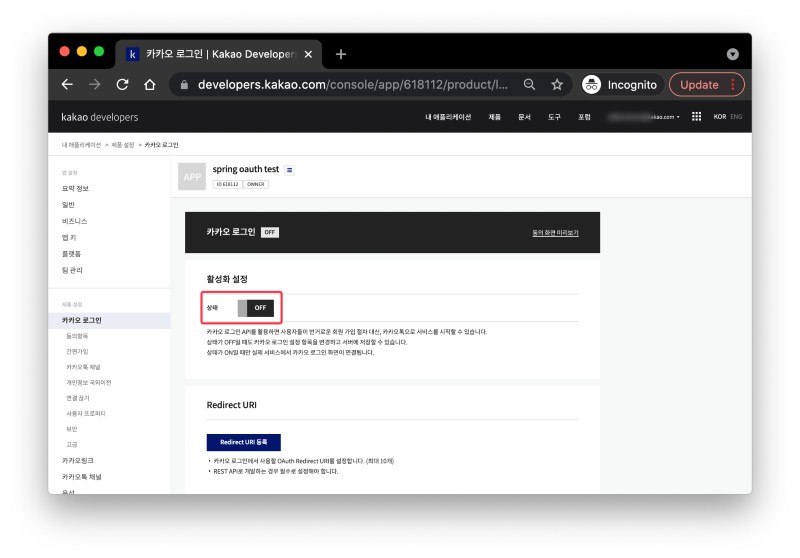 k 카카오 로그인 | Kakao Developer
developers.kakao.com/console/app/618112/product/l...
Incognito
Update
kakao developers
내 애플리케이션
제품
문서
도구
포럼
kakao.com
KOR ENG
내 애플리케이션 > 제품 설정 > 카카오 로그인
앱 설정
요약 정보
일반
비즈니스
앱 키
플랫폼
팀 관리
제품 설정
카카오 로그인
동의항목
간편가입
카카오톡 채널
개인정보 국외이전
연결 끊기
사용자 프로퍼티
보안
고급
카카오링크
카카오톡 채널
푸시
APP
spring oauth test
ID 618112 OWNER
카카오 로그인 OFF
동의 화면 미리보기
활성화 설정
상태 OFF
카카오 로그인 API를 활용하면 사용자들이 번거로운 회원 가입 절차 대신, 카카오톡으로 서비스를 시작할 수 있습니다.
상태가 OFF일 때도 카카오 로그인 설정 항목을 변경하고 서버에 저장할 수 있습니다.
상태가 ON일 때만 실제 서비스에서 카카오 로그인 화면이 연결됩니다.
Redirect URI
Redirect URI 등록
• 카카오 로그인에서 사용할 OAuth Redirect URI를 설정합니다. (최대 10개)
• REST API로 개발하는 경우 필수로 설정해야 합니다.